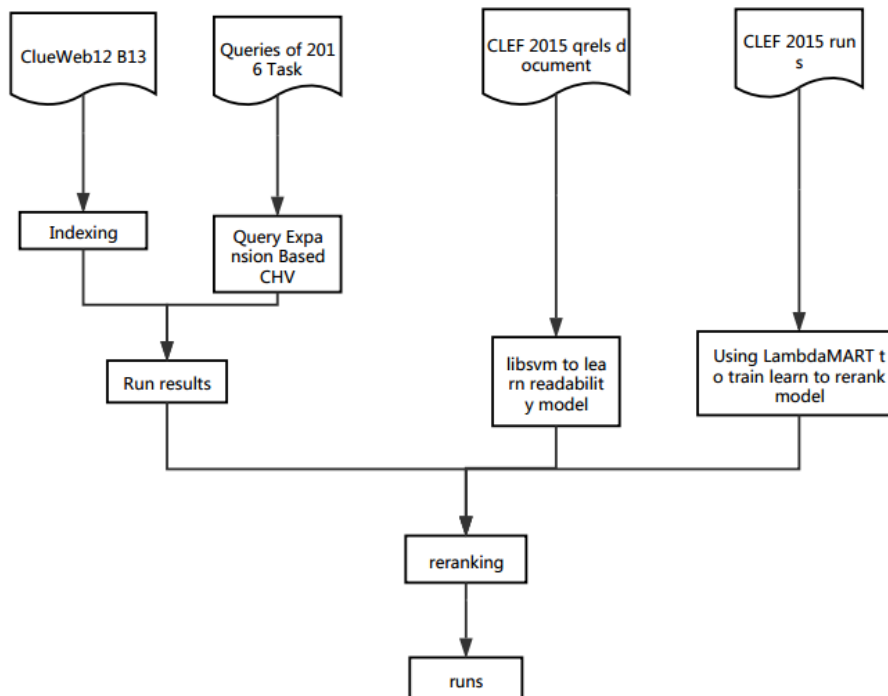 ClueWeb12 B13
Queries of 201
6 Task
CLEF 2015 qrels d
ocument
CLEF 2015 run
s
Indexing
Query Expa
nsion Based
CHV
Run results
libsvm to lea
rn readabilit
y model
Using LambdaMART t
o train learn to rerank
model
reranking
runs